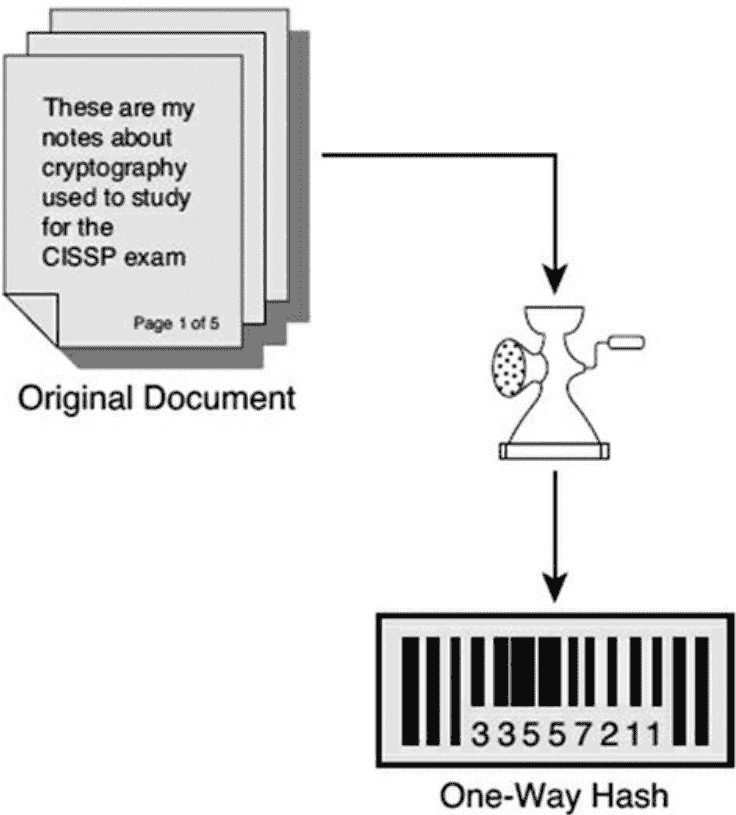 These are my
notes about
cryptography
used to study
for the
CISSP exam
Page 1 of 5
Original Document
33557211
One-Way Hash